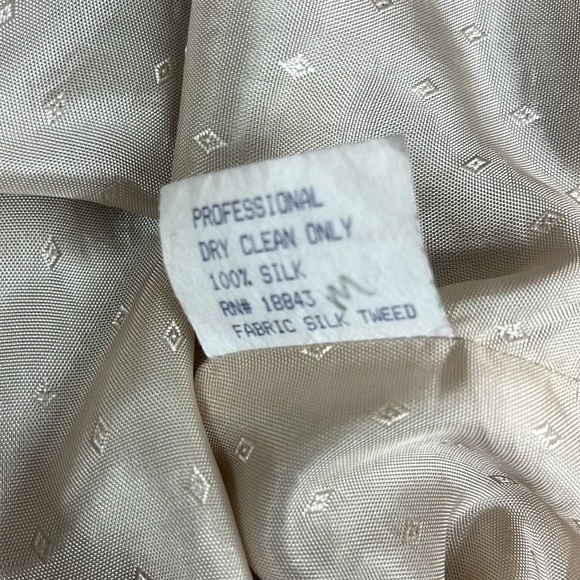 PROFESSIONAL
DRY CLEAN ONLY
100% SILK
RN# 18843 M
FABRIC SILK TWEED